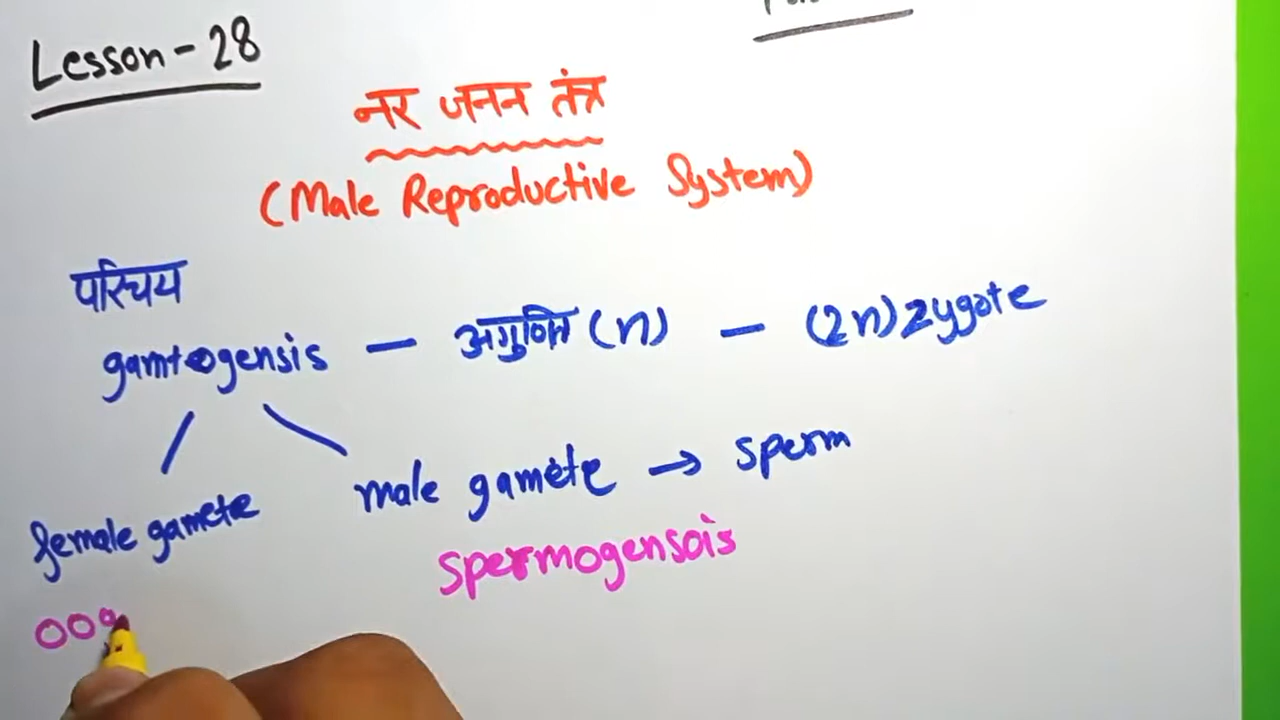 Lesson - 28
नर जनन तंत्र
(Male Reproductive System)
परिचय
gamtogensis — अगुणित (n) — (2n) zygote
female gamete male gamete → sperm
spermogensois